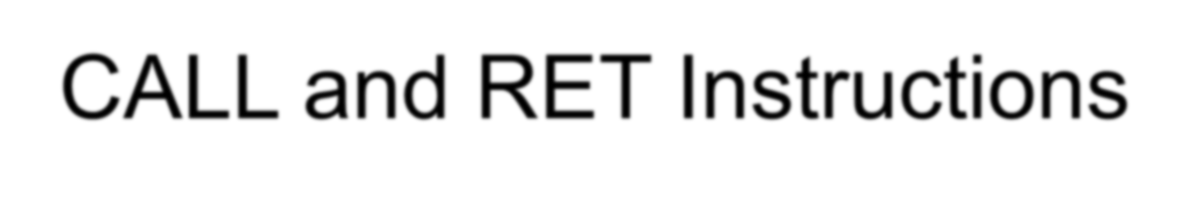 CALL and RET Instructions